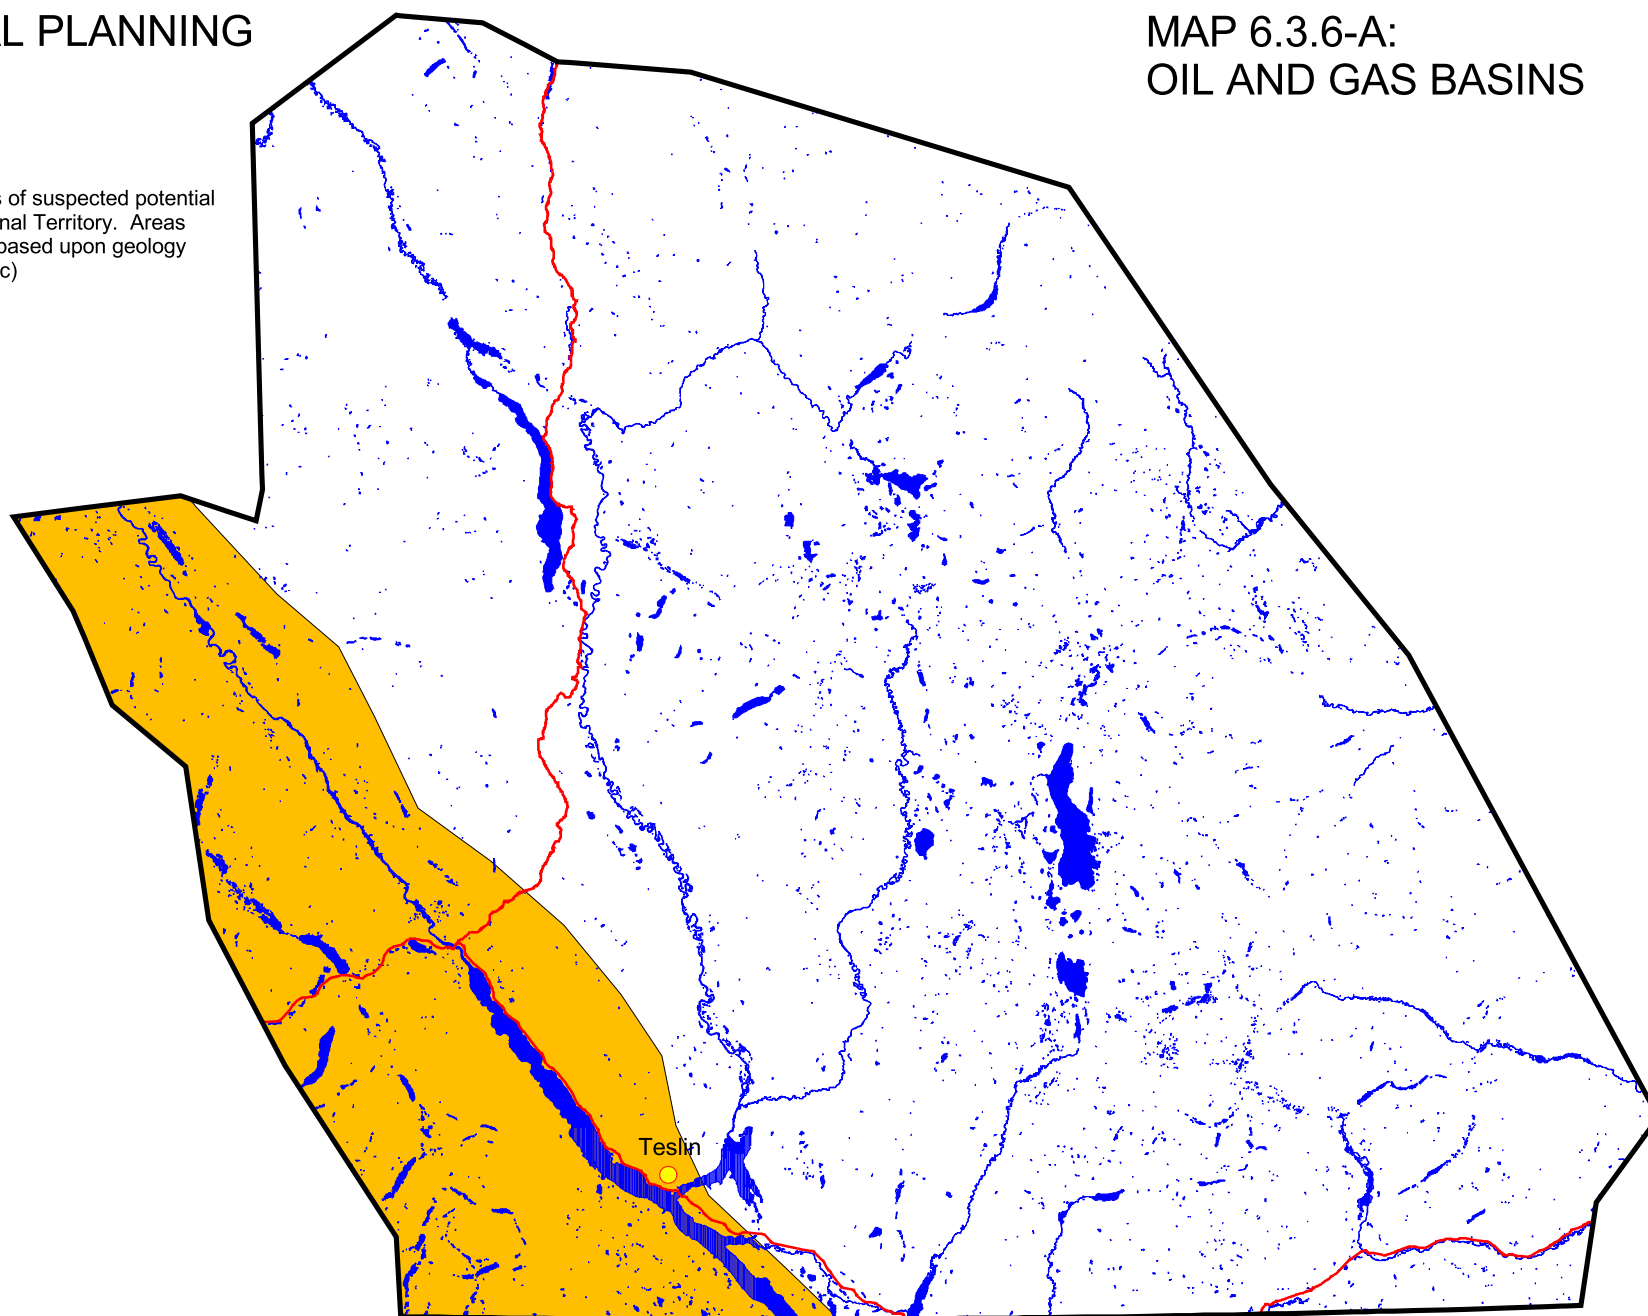 L PLANNING
MAP 6.3.6-A:
OIL AND GAS BASINS
s of suspected potential
nal Territory. Areas
based upon geology
c)
Teslin